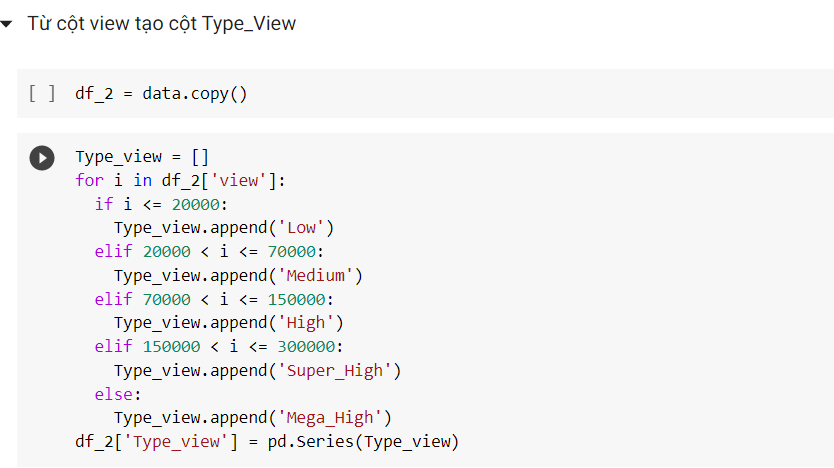 Từ cột view tạo cột Type_View
[ ] df_2 = data.copy()
Type_view = []
for i in df_2['view']:
  if i <= 20000:
    Type_view.append('Low')
  elif 20000 < i <= 70000:
    Type_view.append('Medium')
  elif 70000 < i <= 150000:
    Type_view.append('High')
  elif 150000 < i <= 300000:
    Type_view.append('Super_High')
  else:
    Type_view.append('Mega_High')
df_2['Type_view'] = pd.Series(Type_view)